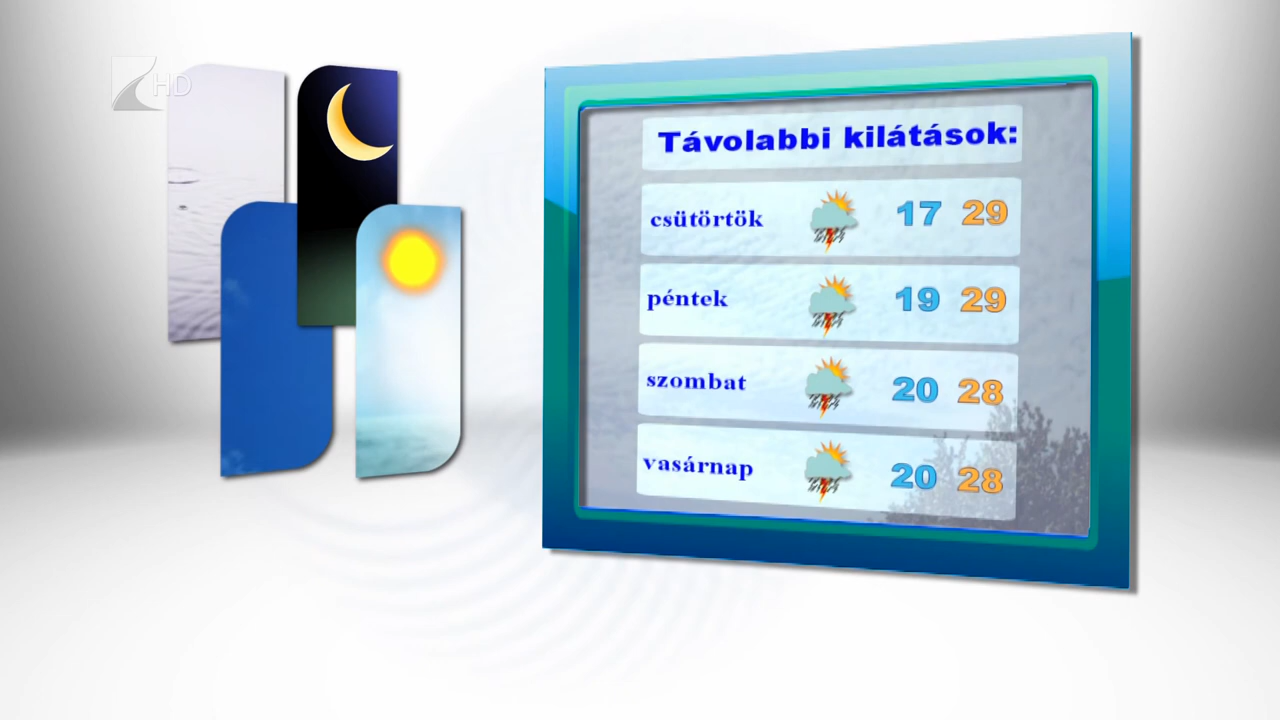 HD
Távolabbi kilátások:
csütörtök 17 29
péntek 19 29
szombat 20 28
vasárnap 20 28